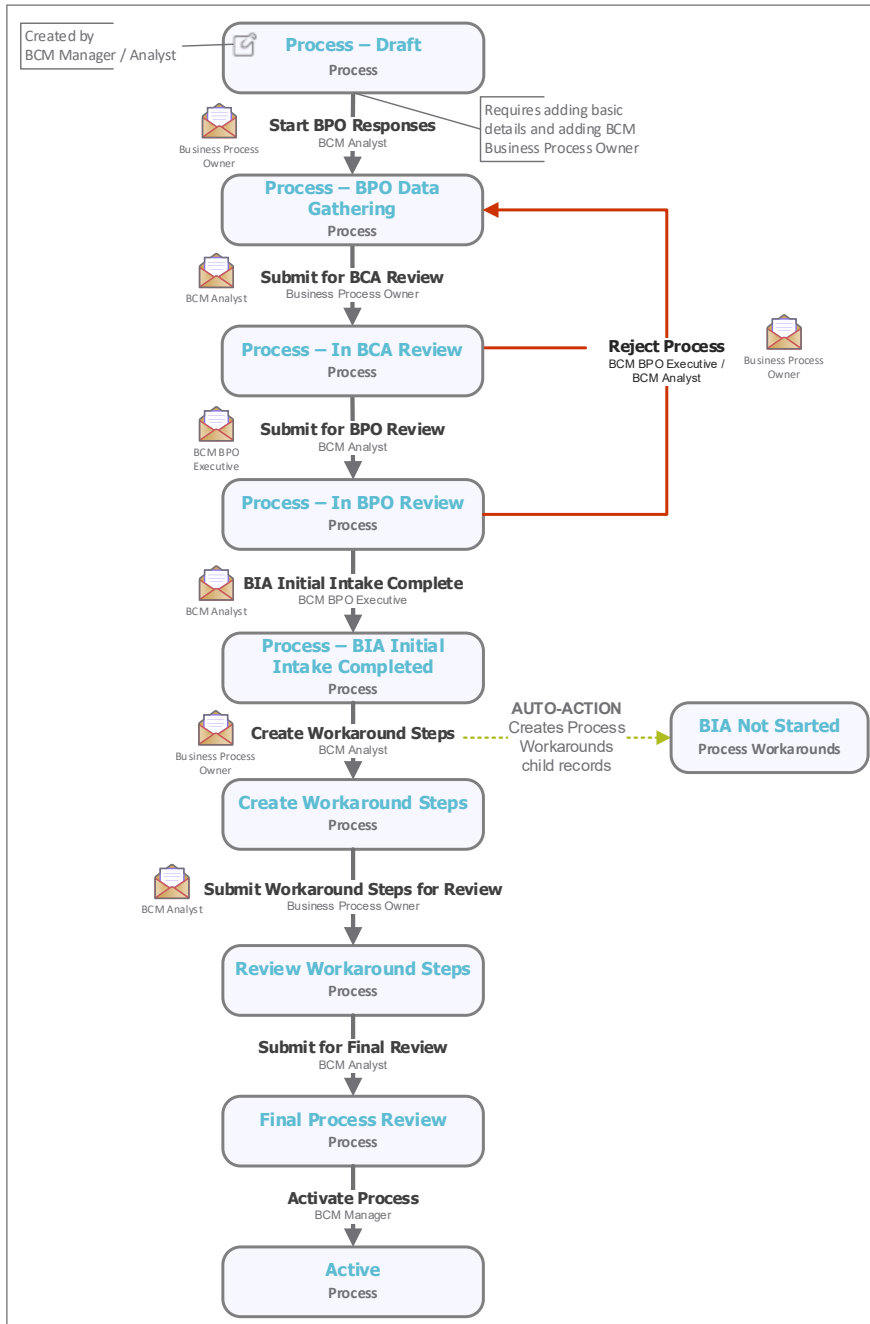 Created by
BCM Manager / Analyst
Process – Draft
Process
Requires adding basic
details and adding BCM
Business Process Owner
Business Process
Owner
Start BPO Responses
BCM Analyst
Process – BPO Data
Gathering
Process
BCM Analyst
Submit for BCA Review
Business Process Owner
Process – In BCA Review
Process
Reject Process
BCM BPO Executive /
BCM Analyst
Business Process
Owner
BCM BPO
Executive
Submit for BPO Review
BCM Analyst
Process – In BPO Review
Process
BCM Analyst
BIA Initial Intake Complete
BCM BPO Executive
Process – BIA Initial
Intake Completed
Process
Business Process
Owner
Create Workaround Steps
BCM Analyst
AUTO-ACTION
Creates Process
Workarounds
child records
BIA Not Started
Process Workarounds
Create Workaround Steps
Process
BCM Analyst
Submit Workaround Steps for Review
Business Process Owner
Review Workaround Steps
Process
Submit for Final Review
BCM Analyst
Final Process Review
Process
Activate Process
BCM Manager
Active
Process